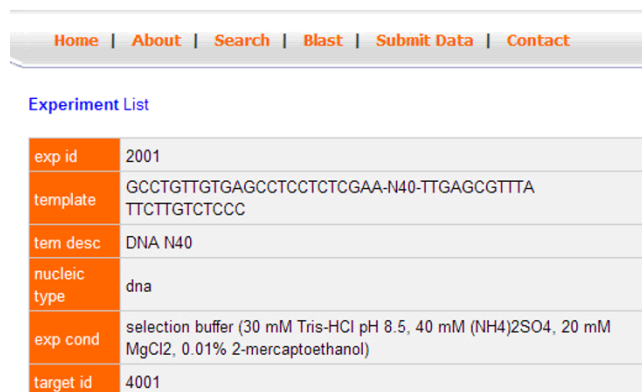 Home | About | Search | Blast | Submit Data | Contact
Experiment List
exp id 2001
template GCCTGTTGTGAGCCTCCTCTCGAA-N40-TTGAGCGTTTA
TTCTTGTCTCCC
tem desc DNA N40
nucleic
type dna
exp cond selection buffer (30 mM Tris-HCl pH 8.5, 40 mM (NH4)2SO4, 20 mM
MgCl2, 0.01% 2-mercaptoethanol)
target id 4001